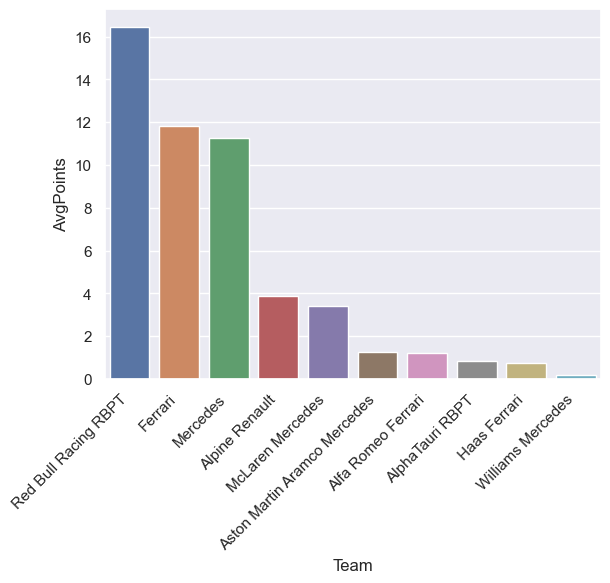 AvgPoints
16
14
12
10
8
6
4
2
0
Red Bull Racing RBPT
Ferrari
Mercedes
Alpine Renault
McLaren Mercedes
Aston Martin Aramco Mercedes
Alfa Romeo Ferrari
AlphaTauri RBPT
Haas Ferrari
Williams Mercedes
Team